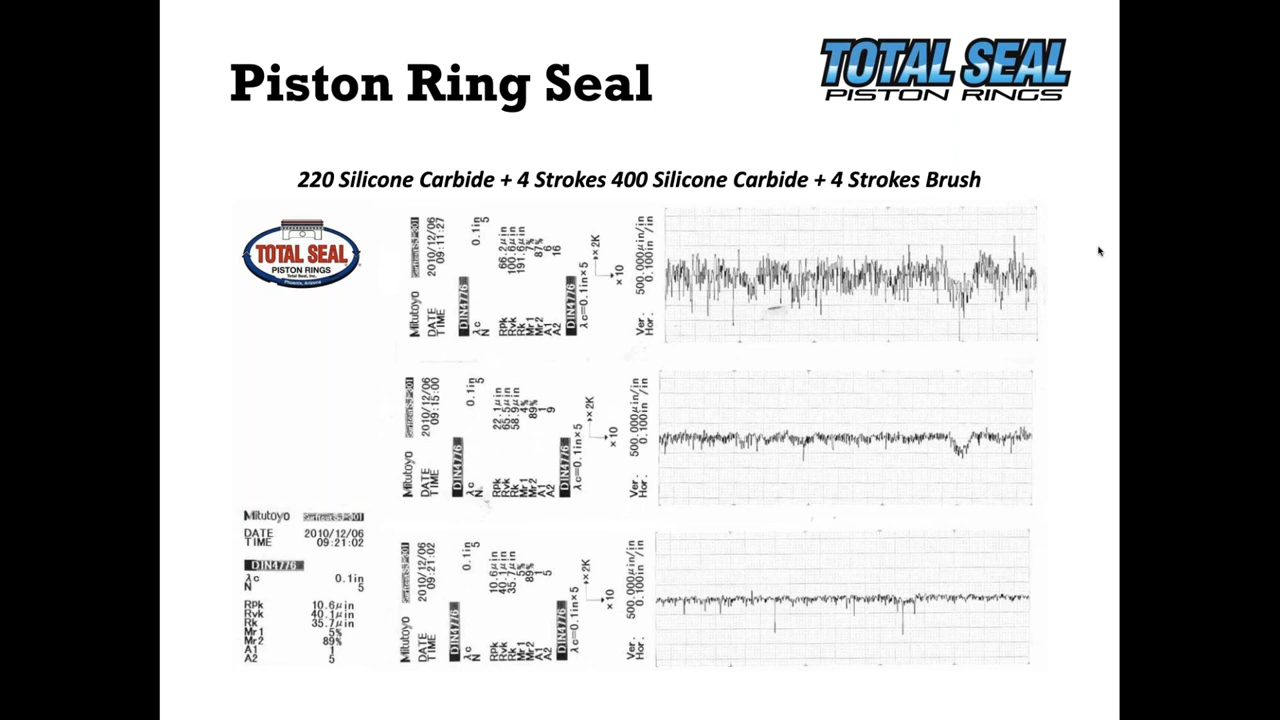 Piston Ring Seal
TOTAL SEAL
PISTON RINGS
220 Silicone Carbide + 4 Strokes 400 Silicone Carbide + 4 Strokes Brush
TOTAL SEAL
PISTON RINGS
Total Seal, Inc.
Phoenix, Arizona
Mitutoyo
DATE 2010/12/06
TIME 09:11:27
DIN4776
λc 0.1in
N 5
Rpk 66.2μin
Rvk 100.6μin
Rk 191.6μin
Mr1 7%
Mr2 87%
A1 6
A2 16
DIN4776
λc=0.1in×5
×2K
×10
Ver. 500.000μin/in
Hor. 0.100in /in
Mitutoyo
DATE 2010/12/06
TIME 09:15:00
DIN4776
λc 0.1in
N 5
Rpk 22.1μin
Rvk 65.5μin
Rk 58.9μin
Mr1 4%
Mr2 89%
A1 1
A2 9
DIN4776
λc=0.1in×5
×2K
×10
Ver. 500.000μin/in
Hor. 0.100in /in
Mitutoyo
DATE 2010/12/06
TIME 09:21:02
DIN4776
λc 0.1in
N 5
Rpk 10.6μin
Rvk 40.1μin
Rk 35.7μin
Mr1 5%
Mr2 89%
A1 1
A2 5
Mitutoyo
DATE 2010/12/06
TIME 09:21:02
DIN4776
λc 0.1in
N 5
Rpk 10.6μin
Rvk 40.1μin
Rk 35.7μin
Mr1 5%
Mr2 89%
A1 1
A2 5
DIN4776
λc=0.1in×5
×2K
×10
Ver. 500.000μin/in
Hor. 0.100in /in